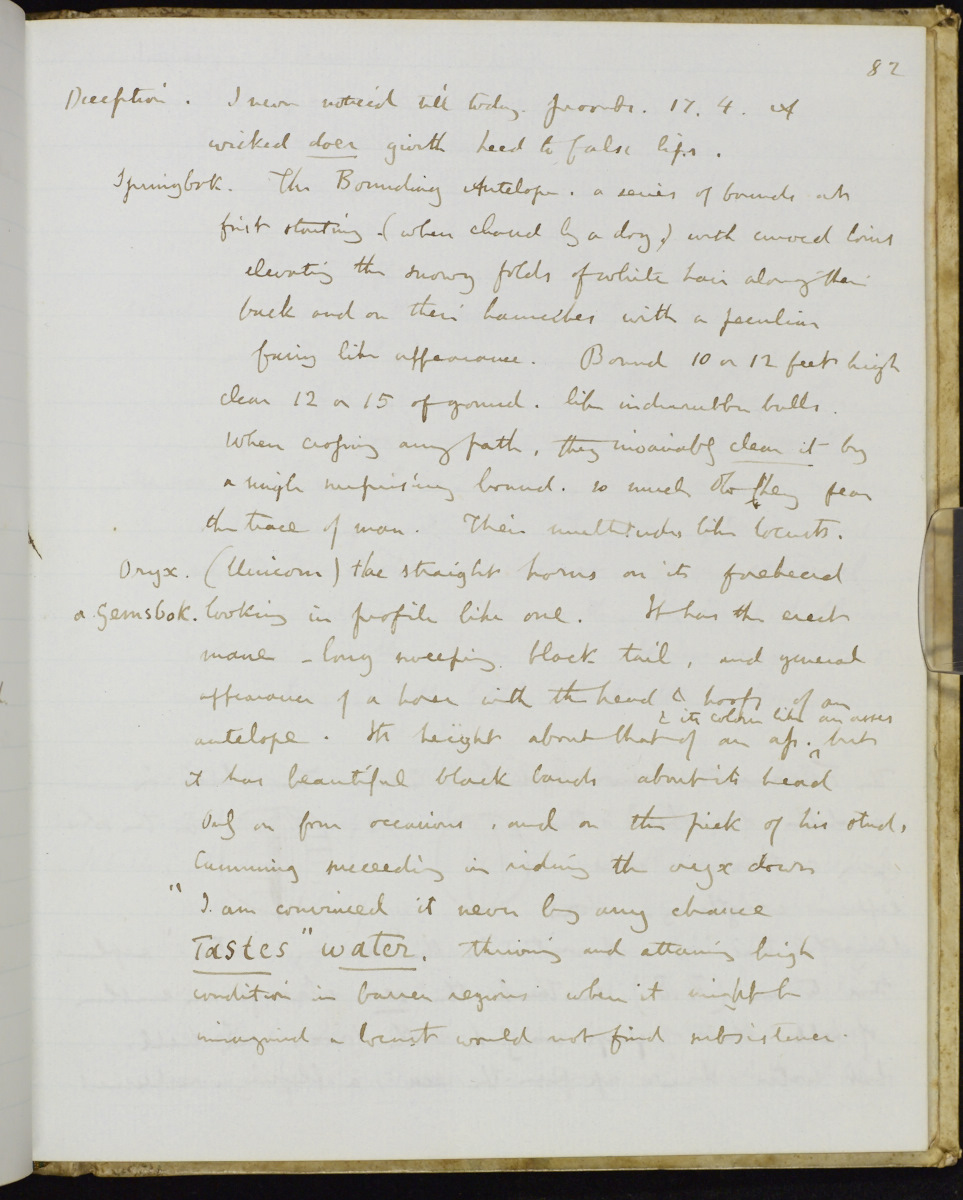 82
Deception. I never noticed till today. proverbs. 17. 4. A
wicked doer giveth heed to false lips.
Springbok. The Bounding Antelope. a series of bounds at
first starting (when chased by a dog) with curved loins
elevating the snowy folds of white hair along their
back and on their haunches with a peculiar
fairy like appearance. Bound 10 or 12 feet high
clear 12 or 15 of ground. like indiarubber balls.
When crossing any path, they invariably clear it by
a single surprising bound. so much do they fear
the trace of man. Their multitudes like locusts.
Oryx. (Unicorn) the straight horns on its forehead
or Gemsbok. looking in profile like one. It has the erect
mane - long sweeping black tail, and general
appearance of a horse with the head & hoofs of an
antelope. Its height about that of an ass. but
& its colour like an asses
it has beautiful black bands about its head
Only on four occasions, and on the pick of his stud,
Cumming succeeding in riding the oryx down
"I am convinced it never by any chance
Tastes" water. thriving and attaining high
condition in barren regions when it might be
imagined a locust would not find subsistence.